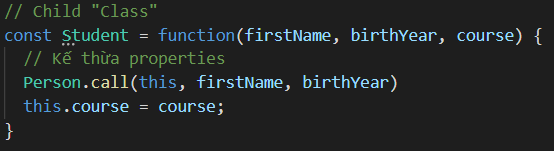 // Child "Class"
const Student = function(firstName, birthYear, course) {
  // Kế thừa properties
  Person.call(this, firstName, birthYear)
  this.course = course;
}